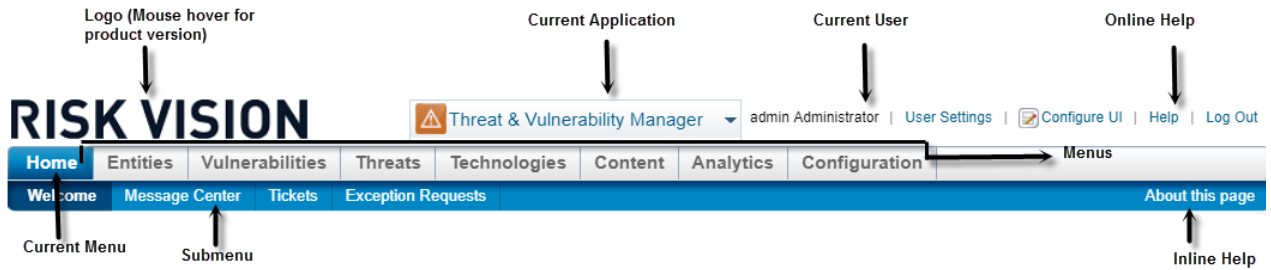 Logo (Mouse hover for
product version)
Current Application
Current User
Online Help
RISK VISION
Threat & Vulnerability Manager
admin Administrator | User Settings | Configure UI | Help | Log Out
Home Entities Vulnerabilities Threats Technologies Content Analytics Configuration
Menus
Welcome Message Center Tickets Exception Requests About this page
Current Menu
Submenu
Inline Help